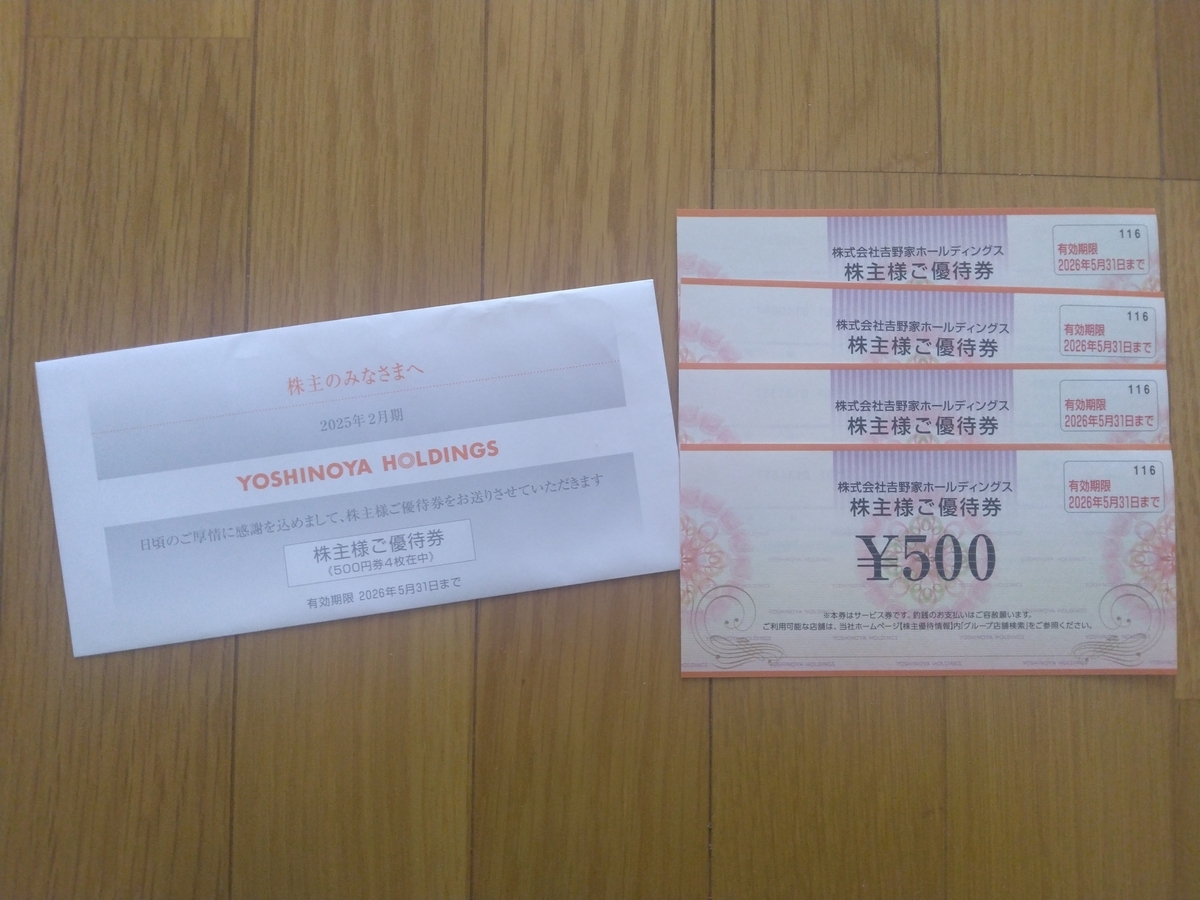 株主のみなさまへ
2025年2月期
YOSHINOYA HOLDINGS
日頃のご厚情に感謝を込めまして、株主様ご優待券をお送りさせていただきます
株主様ご優待券
《500円券4枚在中》
有効期限 2026年5月31日まで
116
株式会社𠮷野家ホールディングス
有効期限
株主様ご優待券
2026年5月31日まで
116
株式会社𠮷野家ホールディングス
有効期限
株主様ご優待券
2026年5月31日まで
116
株式会社𠮷野家ホールディングス
有効期限
株主様ご優待券
2026年5月31日まで
116
株式会社𠮷野家ホールディングス
有効期限
株主様ご優待券
2026年5月31日まで
¥500
※本券はサービス券です。釣銭のお支払いはご容赦願います。
ご利用可能な店舗は、当社ホームページ[株主優待情報]内「グループ店舗検索」をご参照ください。
YOSHINOYA HOLDINGS
YOSHINOYA HOLDINGS
YOSHINOYA HOLDINGS